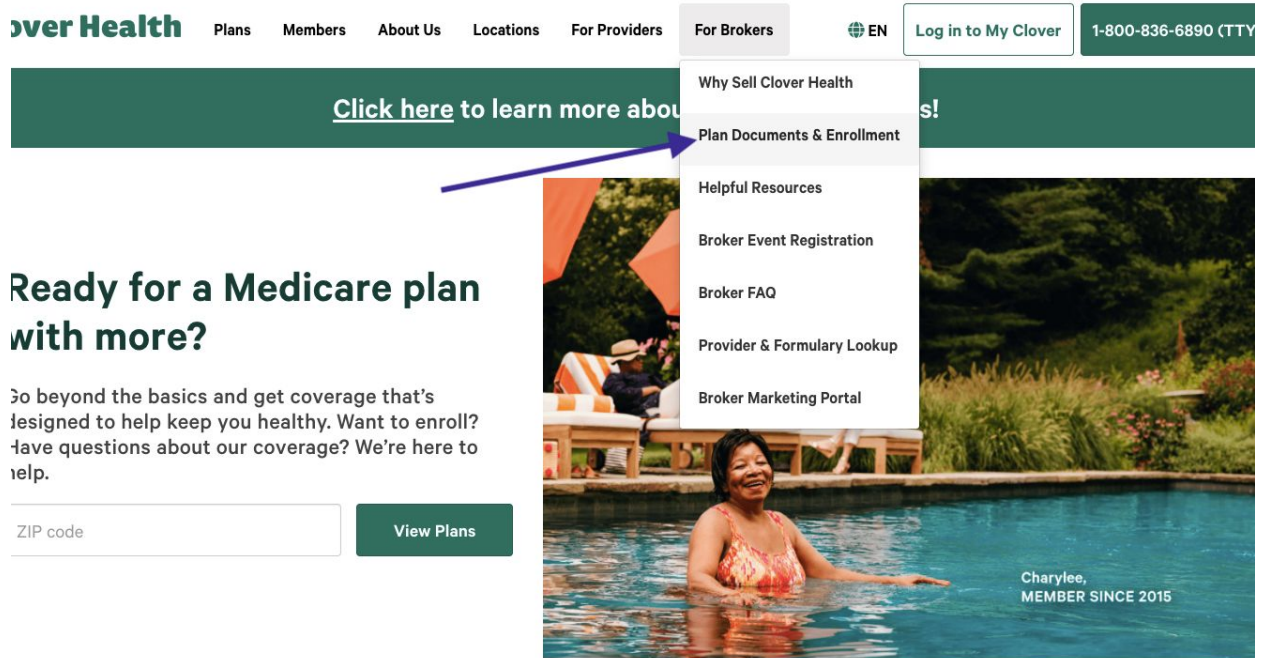 over Health
Plans
Members
About Us
Locations
For Providers
For Brokers
EN
Log in to My Clover
1-800-836-6890 (TTY
Click here to learn more abou
s!
Why Sell Clover Health
Plan Documents & Enrollment
Helpful Resources
Broker Event Registration
Broker FAQ
Provider & Formulary Lookup
Broker Marketing Portal
Ready for a Medicare plan
with more?
Go beyond the basics and get coverage that's
designed to help keep you healthy. Want to enroll?
Have questions about our coverage? We're here to
help.
ZIP code
View Plans
Charylee,
MEMBER SINCE 2015